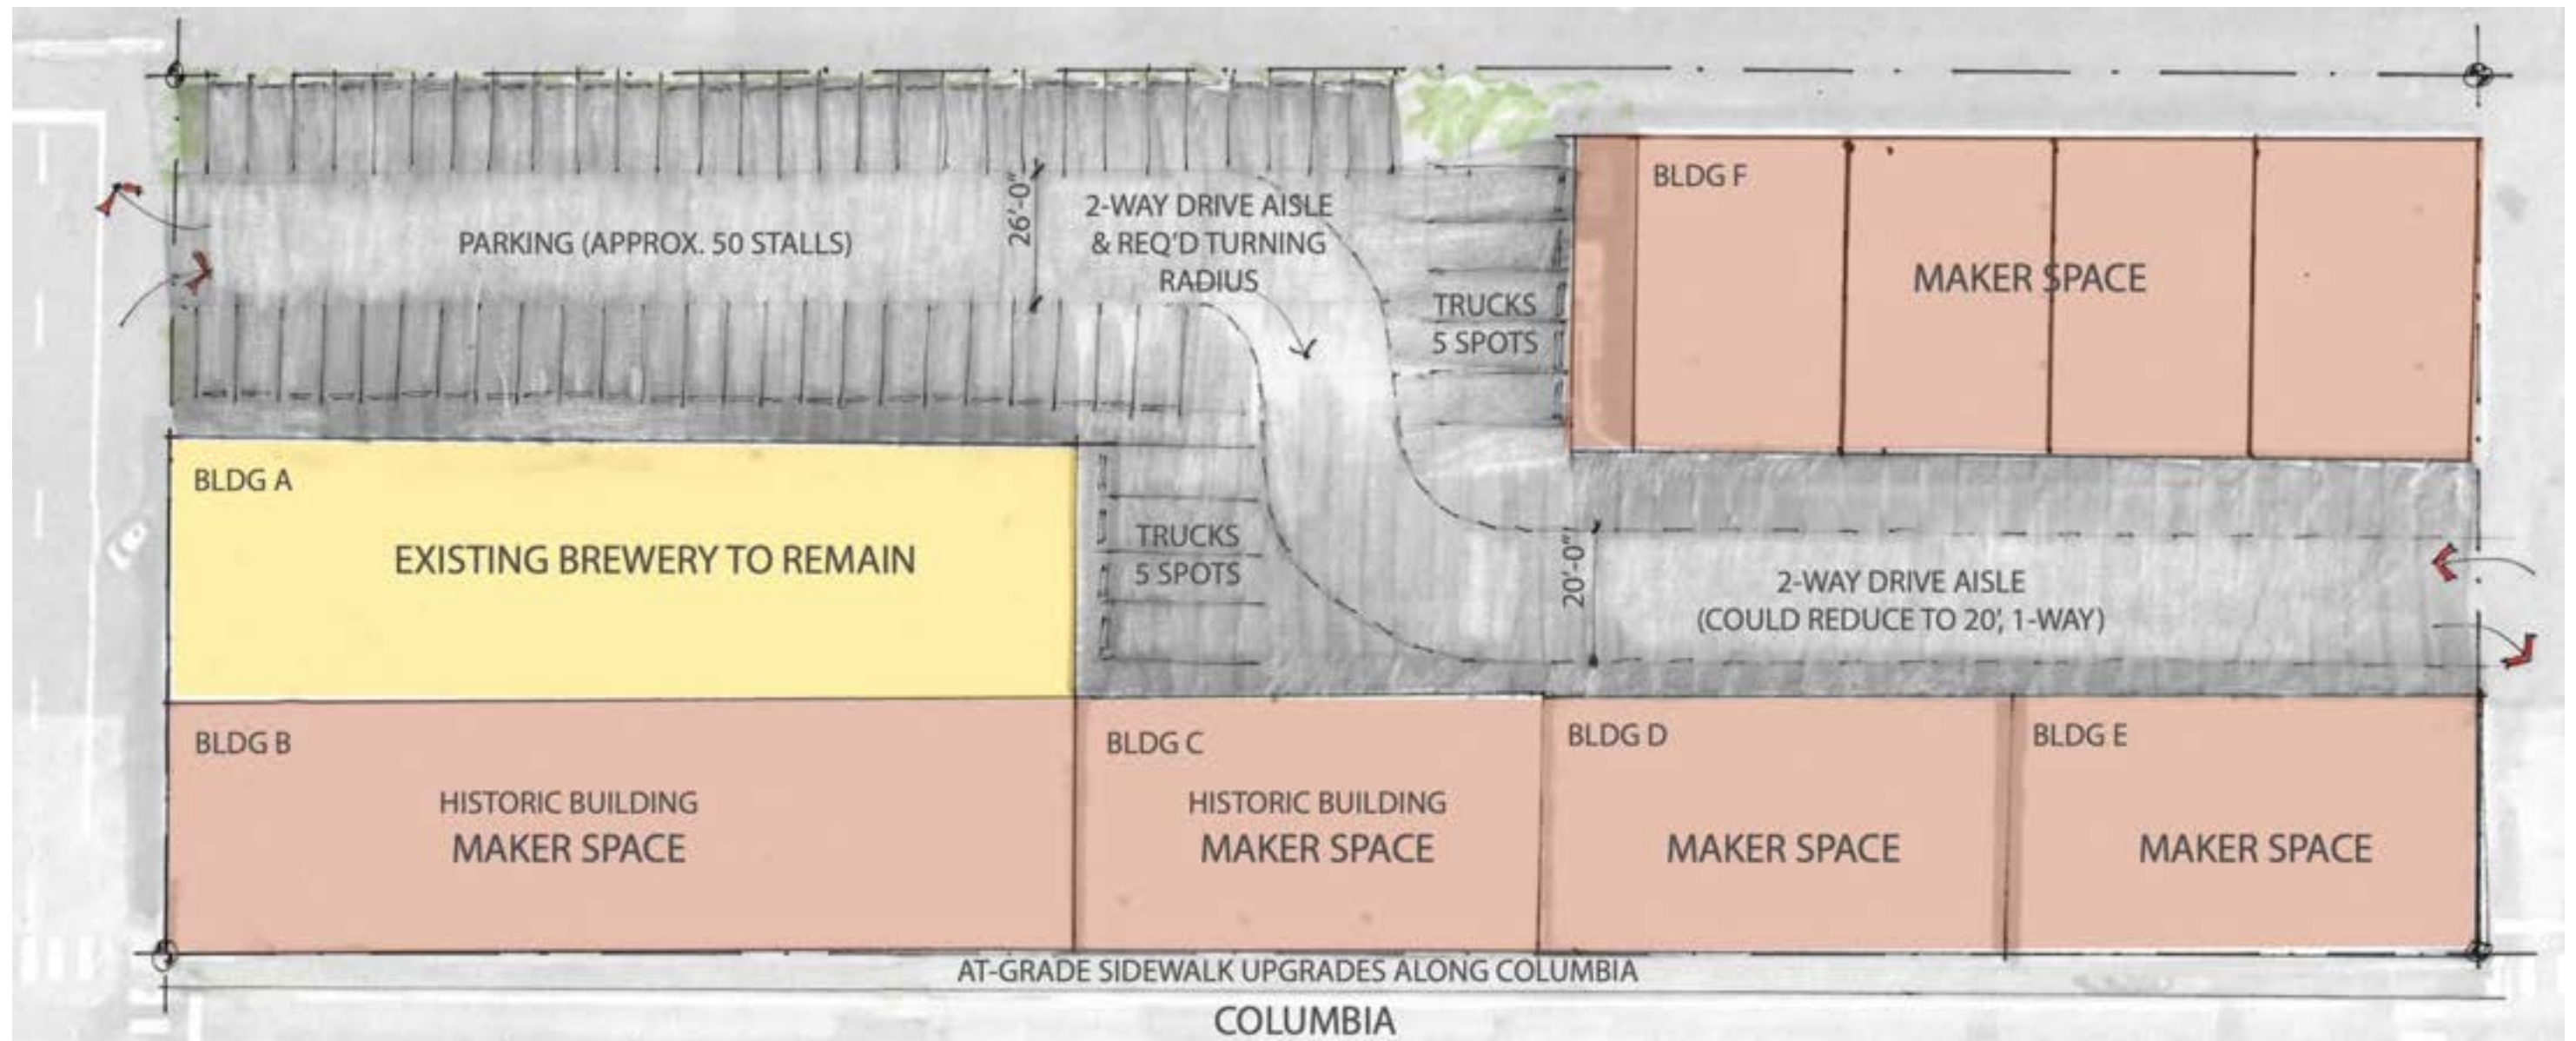 BLDG F
26'-0"
2-WAY DRIVE AISLE
& REQ'D TURNING
RADIUS
PARKING (APPROX. 50 STALLS)
MAKER SPACE
TRUCKS
5 SPOTS
BLDG A
EXISTING BREWERY TO REMAIN
TRUCKS
5 SPOTS
20'-0"
2-WAY DRIVE AISLE
(COULD REDUCE TO 20', 1-WAY)
BLDG B
HISTORIC BUILDING
MAKER SPACE
BLDG C
HISTORIC BUILDING
MAKER SPACE
BLDG D
MAKER SPACE
BLDG E
MAKER SPACE
AT-GRADE SIDEWALK UPGRADES ALONG COLUMBIA
COLUMBIA